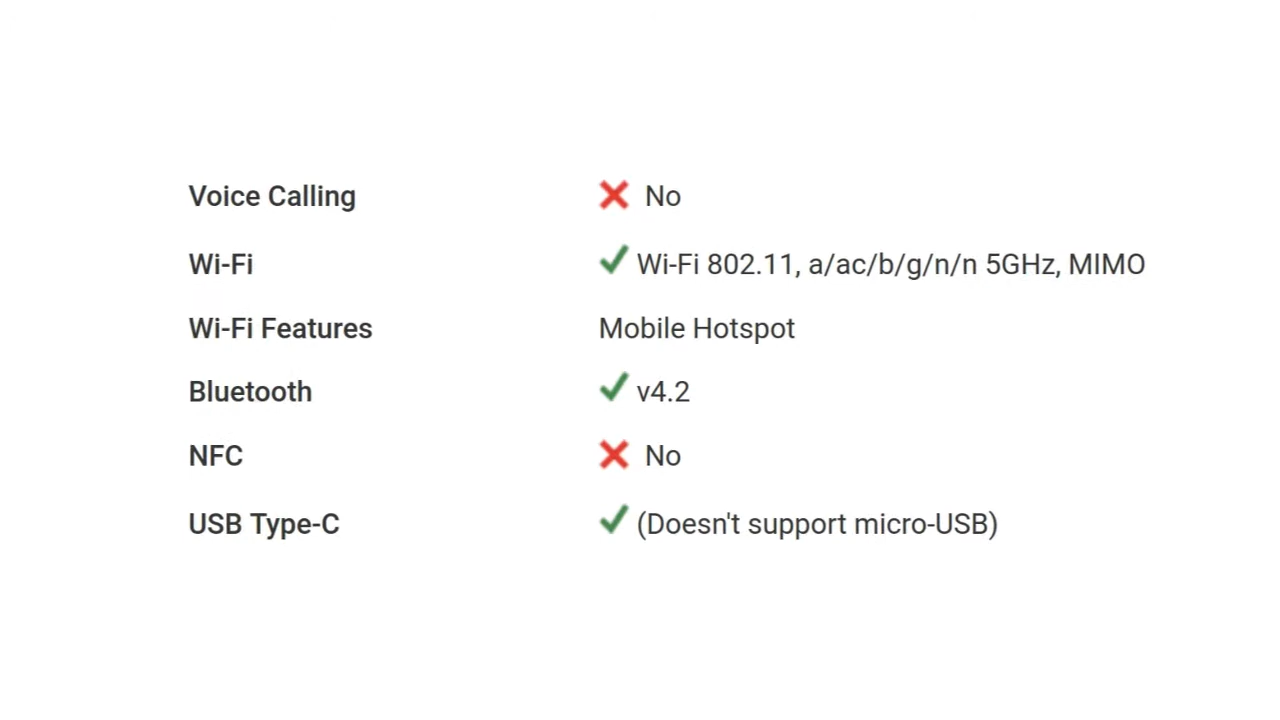 Voice Calling ❌ No
Wi-Fi ✔ Wi-Fi 802.11, a/ac/b/g/n/n 5GHz, MIMO
Wi-Fi Features Mobile Hotspot
Bluetooth ✔ v4.2
NFC ❌ No
USB Type-C ✔ (Doesn't support micro-USB)